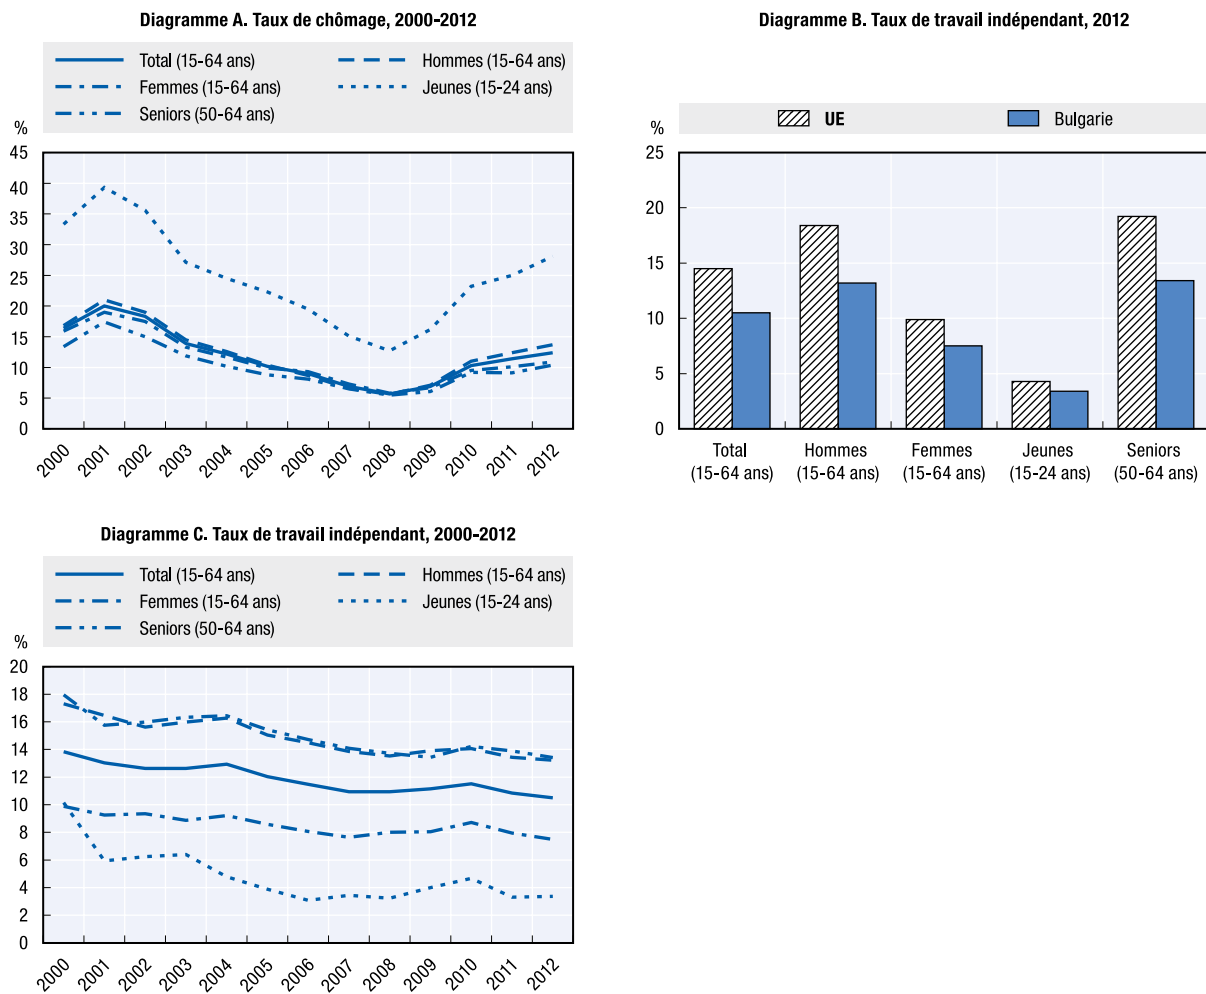 Diagramme A. Taux de chômage, 2000-2012
Total (15-64 ans)
Hommes (15-64 ans)
Femmes (15-64 ans)
Jeunes (15-24 ans)
Seniors (50-64 ans)
%
45
40
35
30
25
20
15
10
5
0
2000
2001
2002
2003
2004
2005
2006
2007
2008
2009
2010
2011
2012
Diagramme B. Taux de travail indépendant, 2012
UE
Bulgarie
%
25
20
15
10
5
0
Total
(15-64 ans)
Hommes
(15-64 ans)
Femmes
(15-64 ans)
Jeunes
(15-24 ans)
Seniors
(50-64 ans)
Diagramme C. Taux de travail indépendant, 2000-2012
Total (15-64 ans)
Hommes (15-64 ans)
Femmes (15-64 ans)
Jeunes (15-24 ans)
Seniors (50-64 ans)
%
20
18
16
14
12
10
8
6
4
2
0
2000
2001
2002
2003
2004
2005
2006
2007
2008
2009
2010
2011
2012